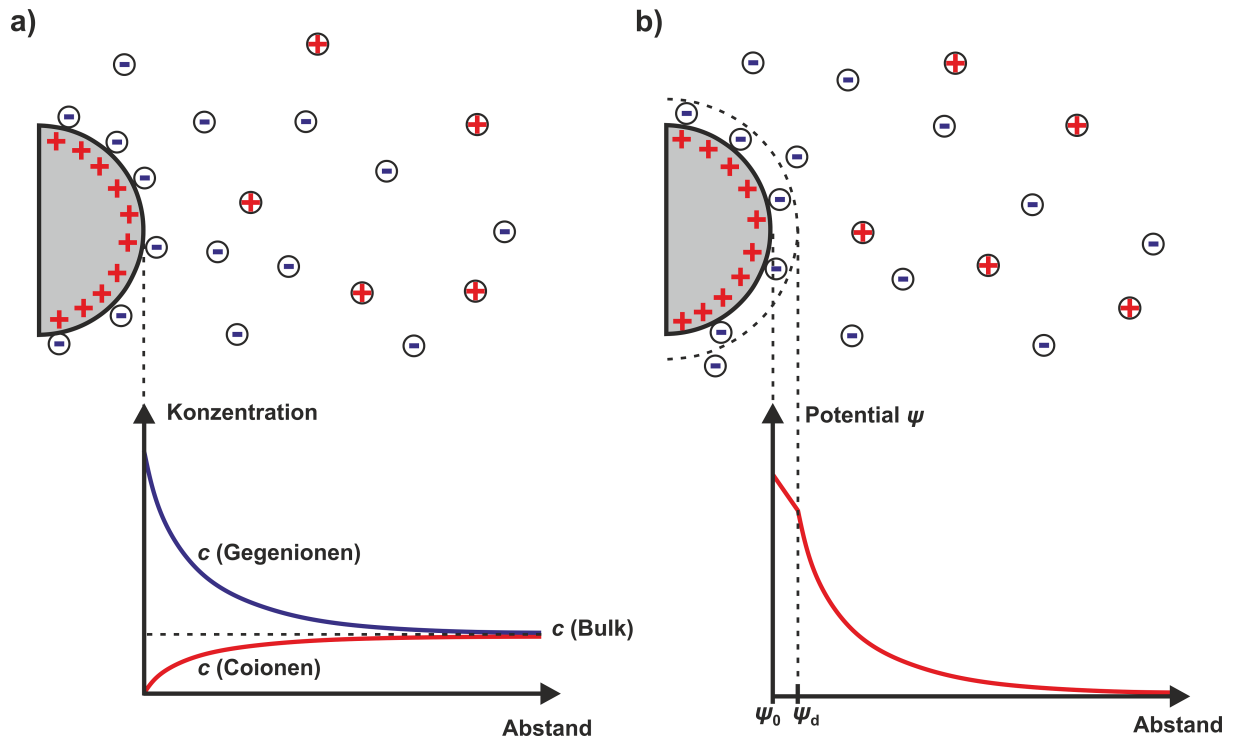 a)
b)
Konzentration
c (Gegenionen)
c (Bulk)
c (Coionen)
Abstand
Potential ψ
ψ0 ψd
Abstand